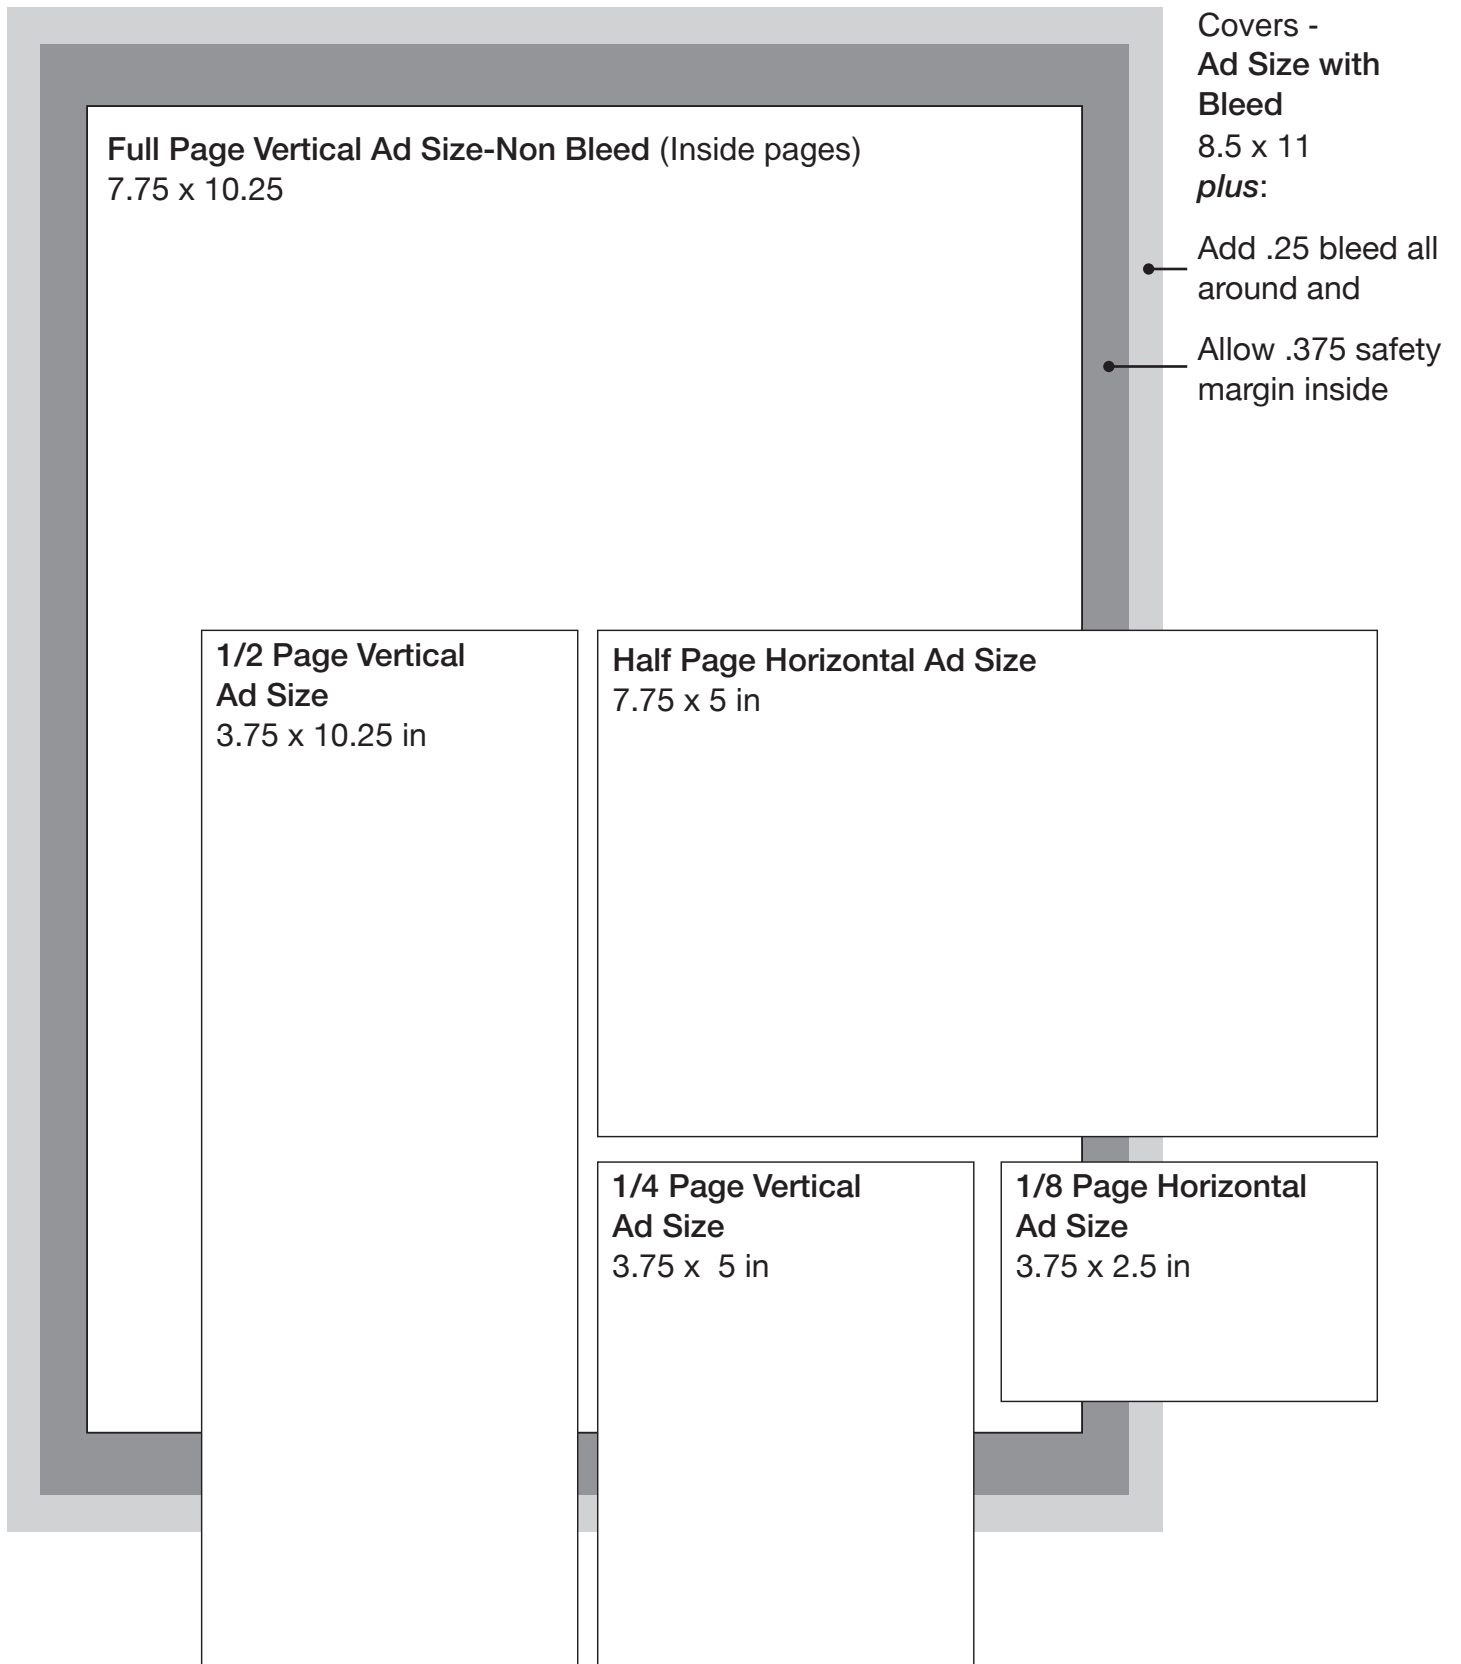 Covers -
Ad Size with
Bleed
8.5 x 11
plus:
Add .25 bleed all
around and
Allow .375 safety
margin inside
Full Page Vertical Ad Size-Non Bleed (Inside pages)
7.75 x 10.25
1/2 Page Vertical
Ad Size
3.75 x 10.25 in
Half Page Horizontal Ad Size
7.75 x 5 in
1/4 Page Vertical
Ad Size
3.75 x  5 in
1/8 Page Horizontal
Ad Size
3.75 x 2.5 in